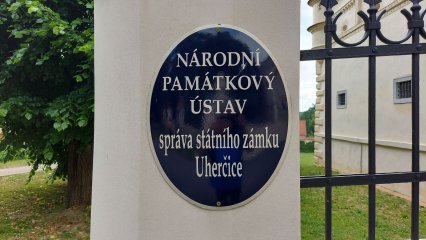 NÁRODNÍ
PAMÁTKOVÝ
ÚSTAV
správa státního zámku
Uherčice